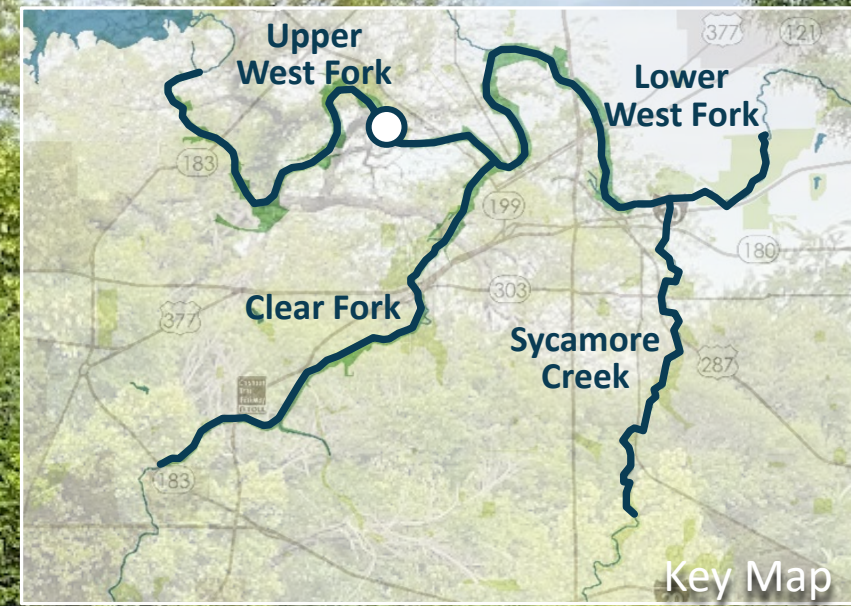 Upper
West Fork
377
121
Lower
West Fork
183
199
180
303
Clear Fork
377
Sycamore
Creek
287
183
Key Map